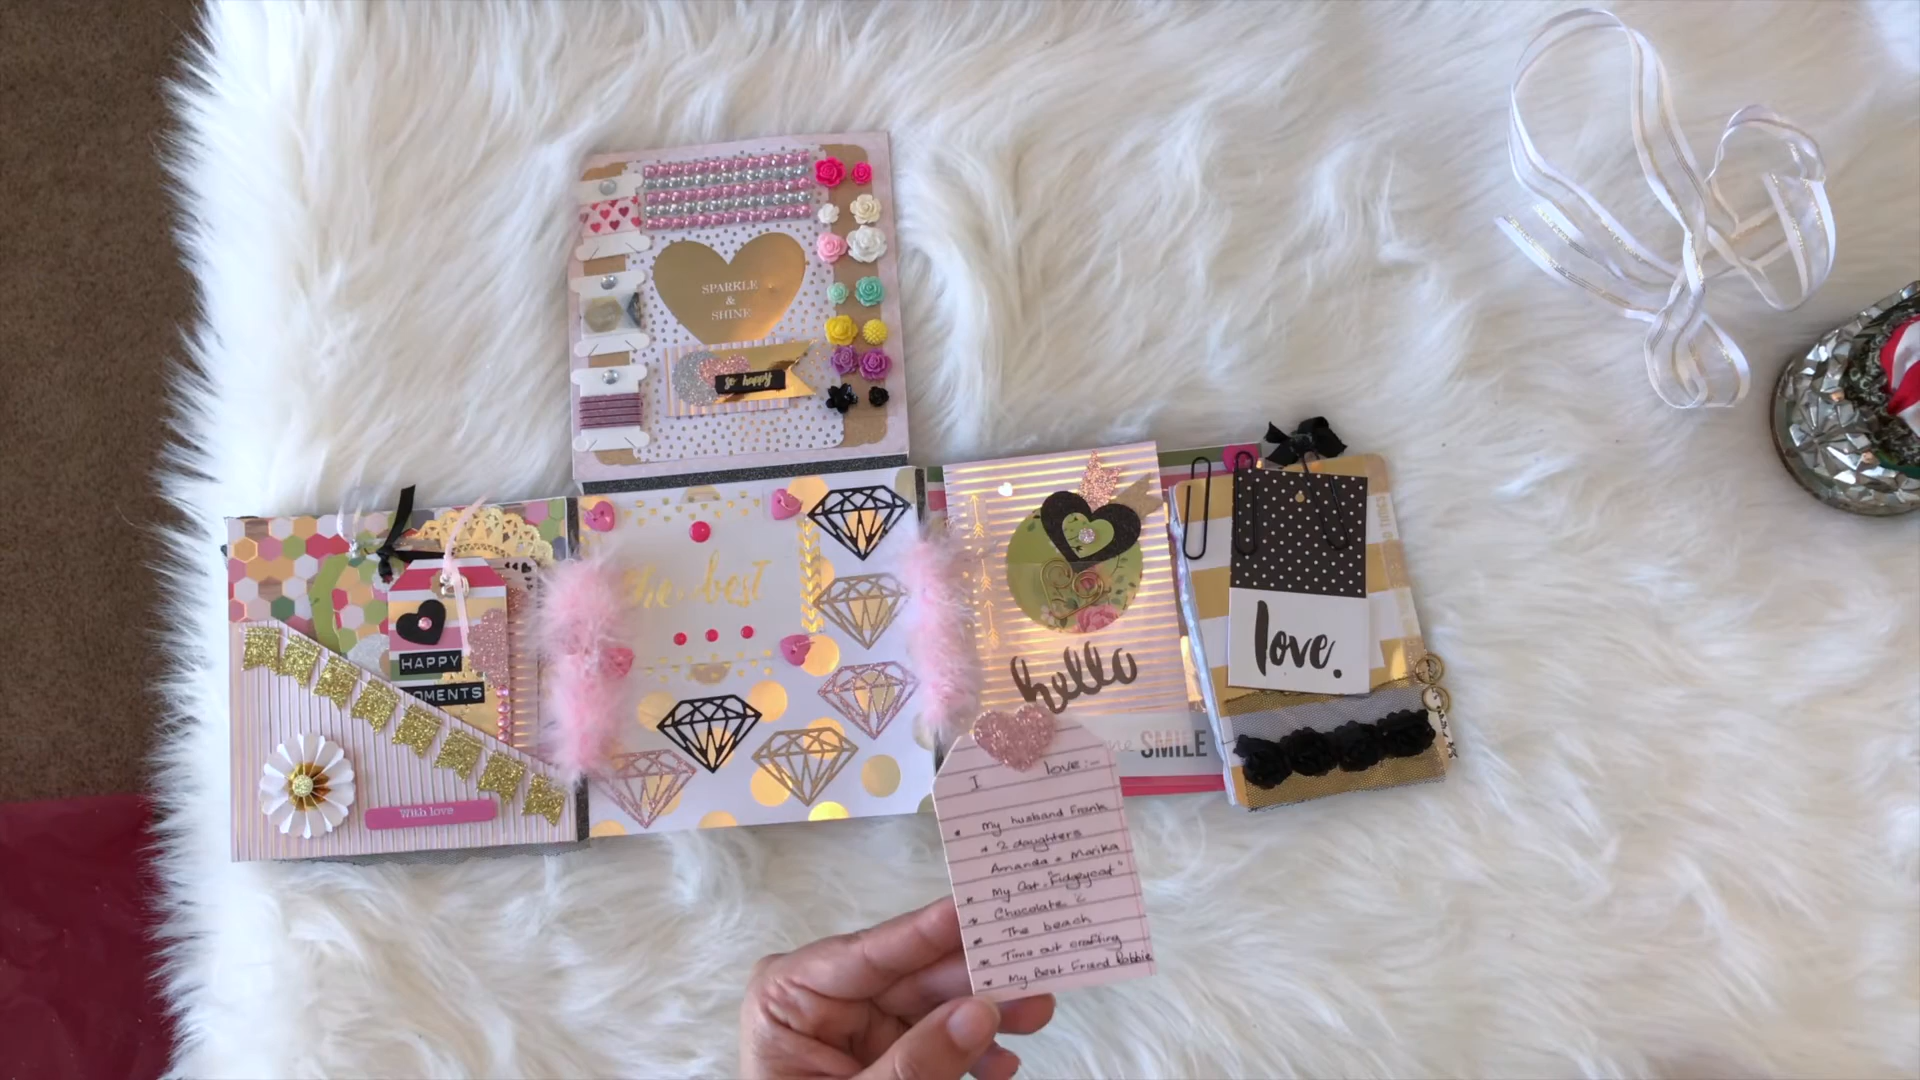 SPARKLE
&
SHINE
so happy
the best
HAPPY
MOMENTS
With love
hello
SMILE
love.
I love:-
* My husband Frank
+ 2 daughters
Amanda + Marika
* My Cat "Fidgeycat"
* Chocolate
* The beach
* Time out crafting
* My Best Friend Robbie